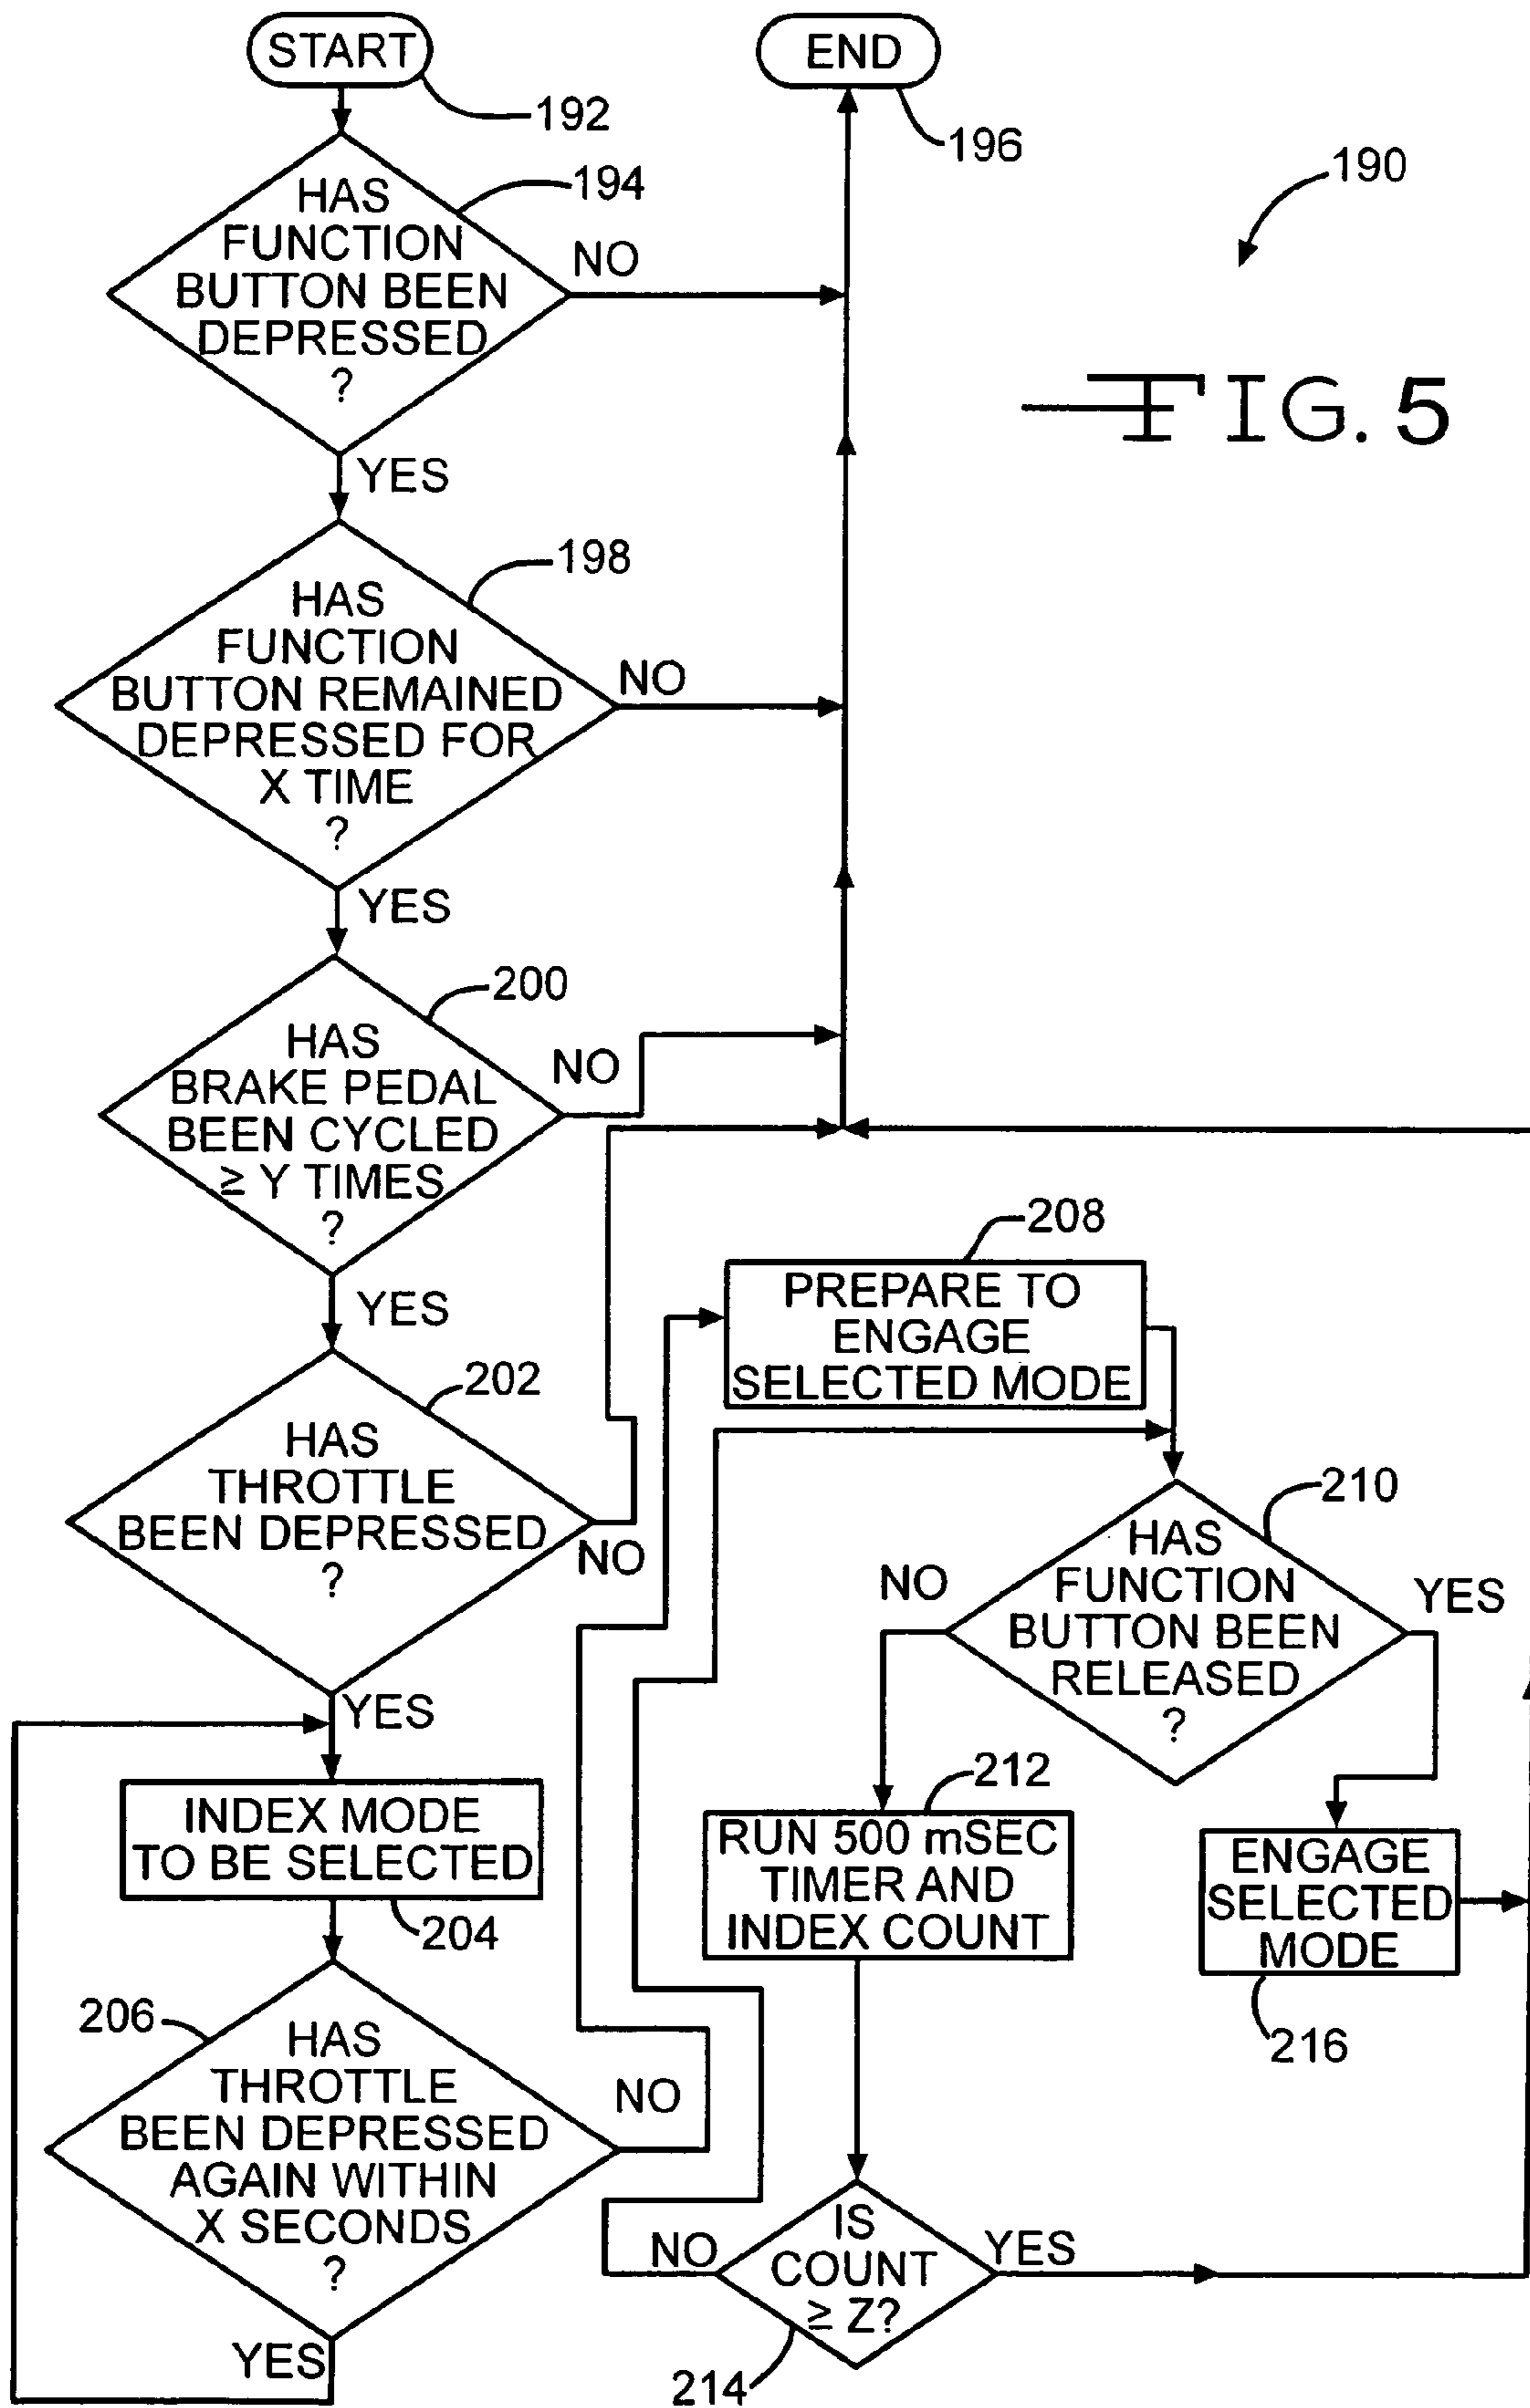 START
192
END
196
190
FIG. 5
HAS
FUNCTION
BUTTON BEEN
DEPRESSED
?
194
NO
YES
HAS
FUNCTION
BUTTON REMAINED
DEPRESSED FOR
X TIME
?
198
NO
YES
HAS
BRAKE PEDAL
BEEN CYCLED
≥ Y TIMES
?
200
NO
YES
HAS
THROTTLE
BEEN DEPRESSED
?
202
NO
YES
INDEX MODE
TO BE SELECTED
204
HAS
THROTTLE
BEEN DEPRESSED
AGAIN WITHIN
X SECONDS
?
206
NO
YES
PREPARE TO
ENGAGE
SELECTED MODE
208
HAS
FUNCTION
BUTTON BEEN
RELEASED
?
210
NO
YES
RUN 500 mSEC
TIMER AND
INDEX COUNT
212
ENGAGE
SELECTED
MODE
216
IS
COUNT
≥ Z?
214
NO
YES